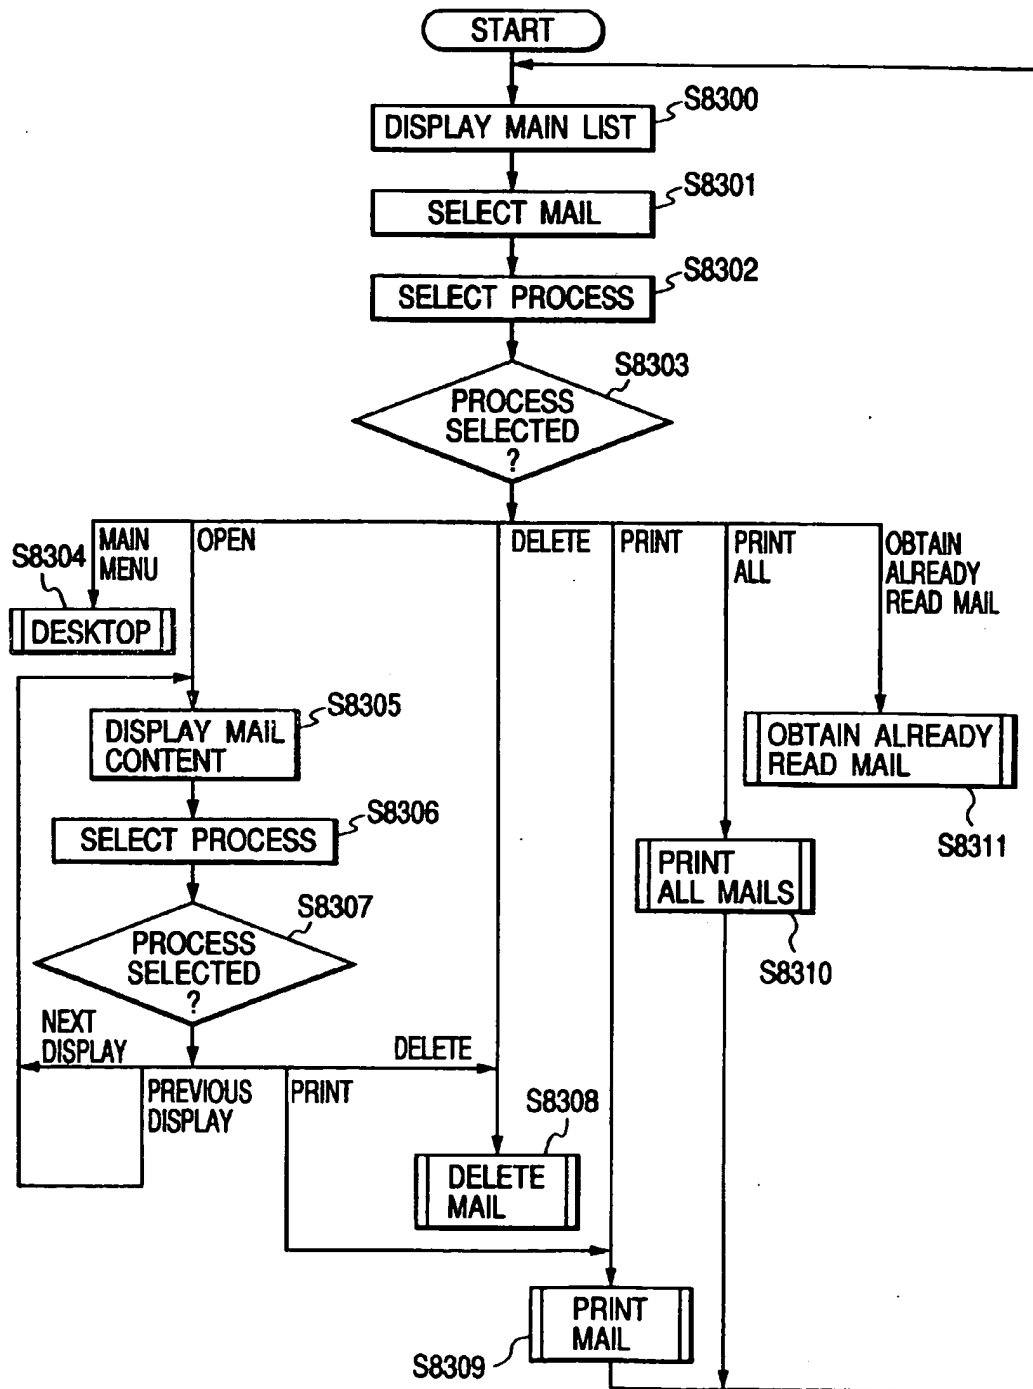 START
S8300
DISPLAY MAIN LIST
S8301
SELECT MAIL
S8302
SELECT PROCESS
S8303
PROCESS
SELECTED
?
MAIN
MENU
OPEN
DELETE
PRINT
PRINT
ALL
OBTAIN
ALREADY
READ MAIL
S8304
DESKTOP
S8305
DISPLAY MAIL
CONTENT
OBTAIN ALREADY
READ MAIL
S8311
S8306
SELECT PROCESS
PRINT
ALL MAILS
S8310
S8307
PROCESS
SELECTED
?
NEXT
DISPLAY
DELETE
PREVIOUS
DISPLAY
PRINT
S8308
DELETE
MAIL
PRINT
MAIL
S8309